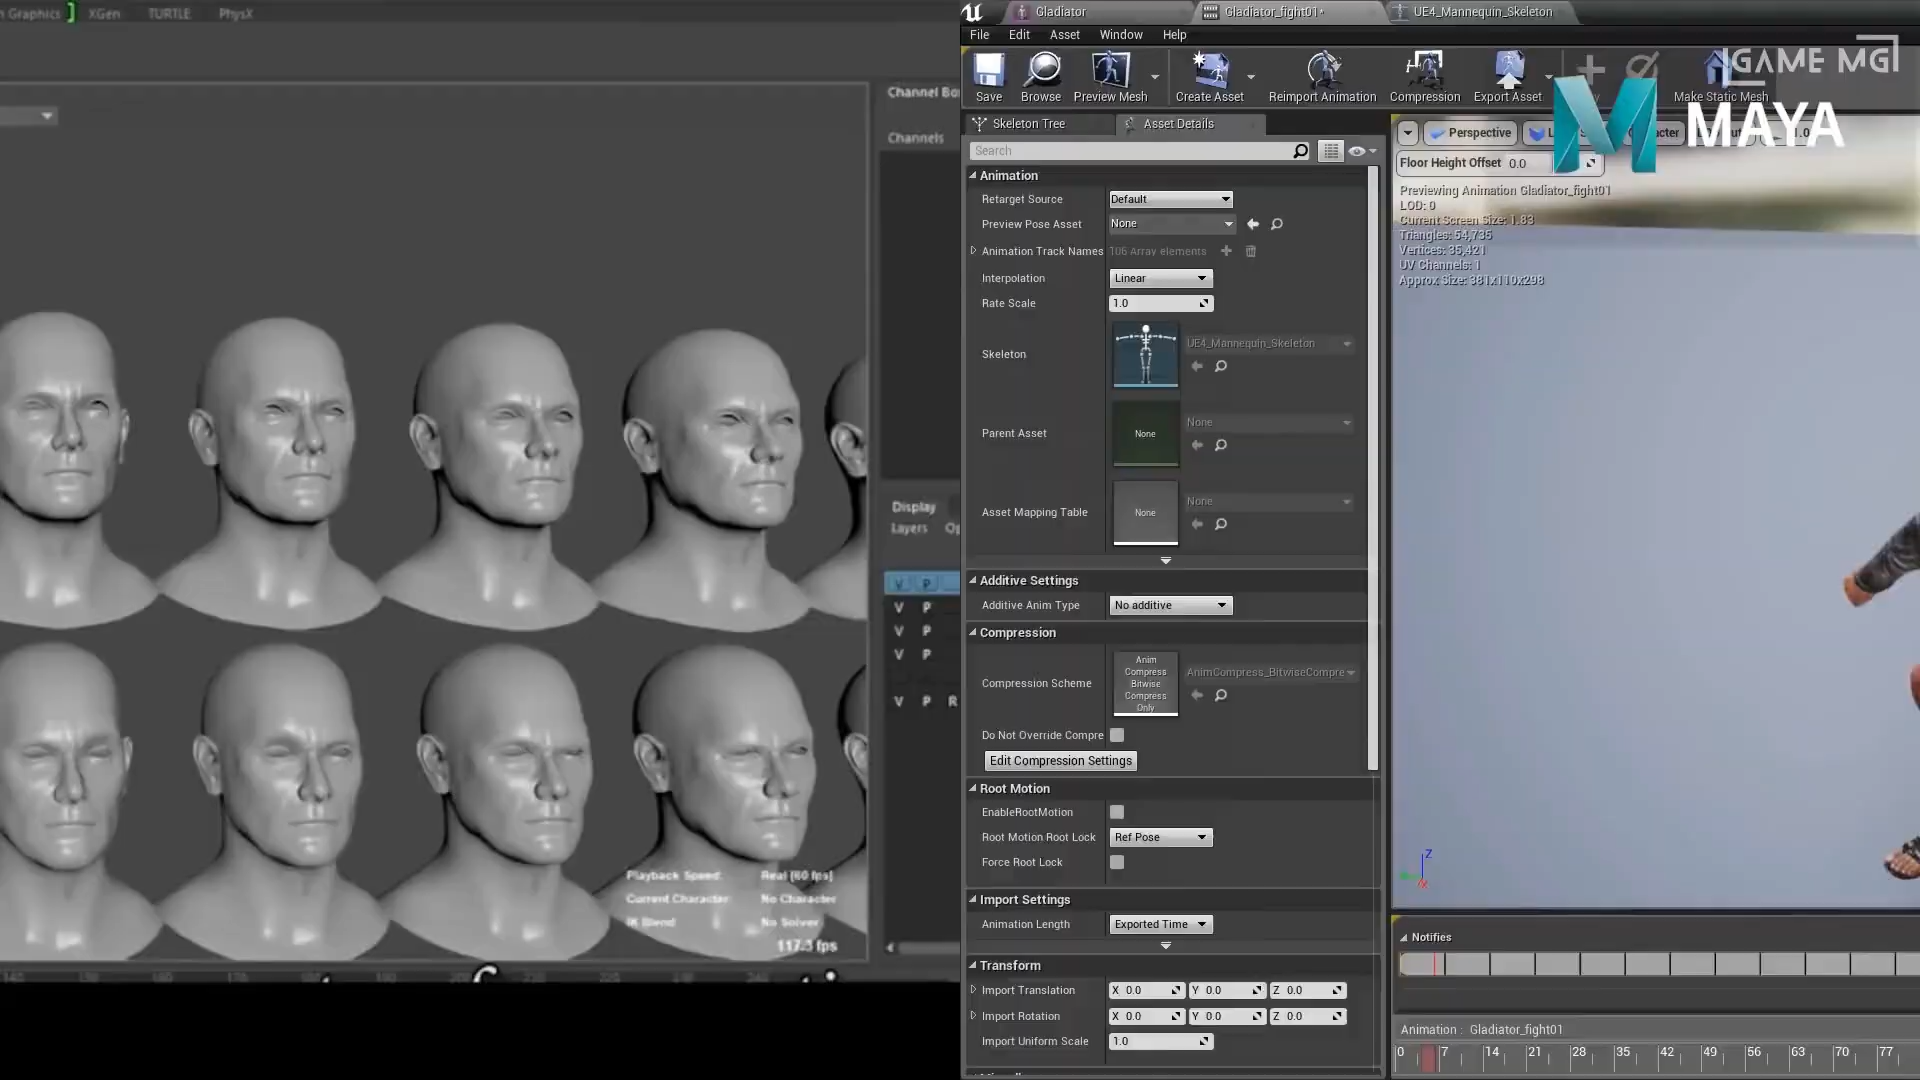 Graphics XGen TURTLE PhysX
Channels
Display
Layers
V P
V P
V P
V P
V P R
Playback Speed: Real [60 fps]
Current Character: No Character
IK Blend No Solver
117.3 fps
Gladiator Gladiator_fight01* UE4_Mannequin_Skeleton
File Edit Asset Window Help
Save Browse Preview Mesh Create Asset Reimport Animation Compression Export Asset Make Static Mesh
GAME MG
MAYA
Skeleton Tree Asset Details
Search
Animation
Retarget Source Default
Preview Pose Asset None
Animation Track Names 106 Array elements
Interpolation Linear
Rate Scale 1.0
Skeleton UE4_Mannequin_Skeleton
Parent Asset None None
Asset Mapping Table None None
Additive Settings
Additive Anim Type No additive
Compression
Compression Scheme Anim Compress Bitwise Compress Only AnimCompress_BitwiseCompre
Do Not Override Compre
Edit Compression Settings
Root Motion
EnableRootMotion
Root Motion Root Lock Ref Pose
Force Root Lock
Import Settings
Animation Length Exported Time
Transform
Import Translation X 0.0 Y 0.0 Z 0.0
Import Rotation X 0.0 Y 0.0 Z 0.0
Import Uniform Scale 1.0
Perspective
Floor Height Offset 0.0
Previewing Animation Gladiator_fight01
LOD: 0
Current Screen Size: 1.83
Triangles: 54,735
Vertices: 35,421
UV Channels: 1
Approx Size: 381x110x298
Z
Notifies
Animation : Gladiator_fight01
0 7 14 21 28 35 42 49 56 63 70 77